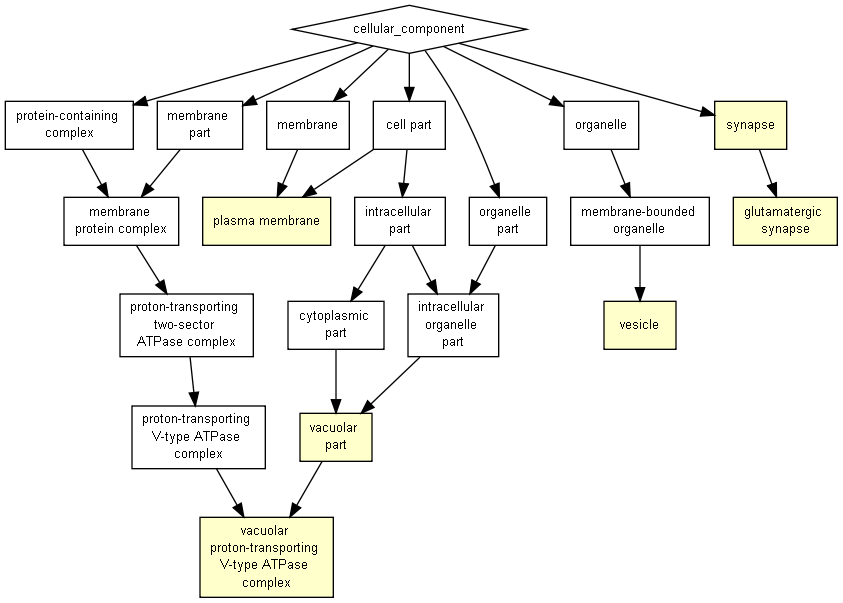 cellular_component
protein-containing
complex
membrane
part
membrane
cell part
organelle
synapse
membrane
protein complex
plasma membrane
intracellular
part
organelle
part
membrane-bounded
organelle
glutamatergic
synapse
proton-transporting
two-sector
ATPase complex
cytoplasmic
part
intracellular
organelle
part
vesicle
proton-transporting
V-type ATPase
complex
vacuolar
part
vacuolar
proton-transporting
V-type ATPase
complex